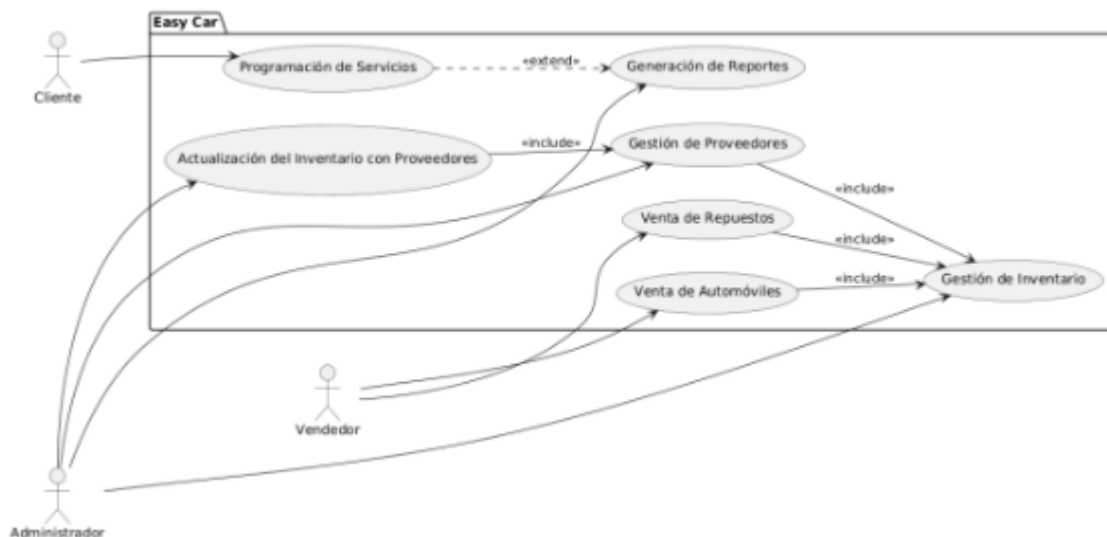 Easy Car
Cliente
Programación de Servicios
«extend»
Generación de Reportes
Actualización del Inventario con Proveedores
«include»
Gestión de Proveedores
«include»
Venta de Repuestos
«include»
Venta de Automóviles
«include»
Gestión de Inventario
Vendedor
Administrador